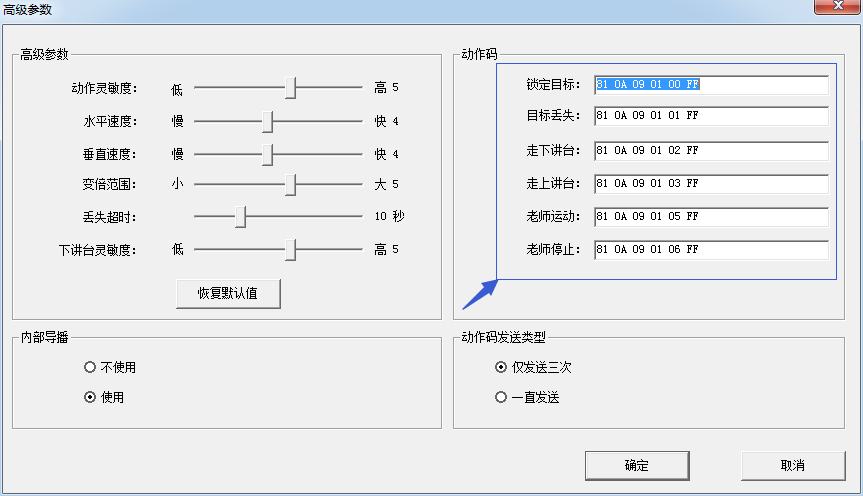 高级参数
高级参数
动作灵敏度： 低 高 5
水平速度： 慢 快 4
垂直速度： 慢 快 4
变倍范围： 小 大 5
丢失超时： 10 秒
下讲台灵敏度： 低 高 5
恢复默认值
动作码
锁定目标： 81 0A 09 01 00 FF
目标丢失： 81 0A 09 01 01 FF
走下讲台： 81 0A 09 01 02 FF
走上讲台： 81 0A 09 01 03 FF
老师运动： 81 0A 09 01 05 FF
老师停止： 81 0A 09 01 06 FF
内部导播
不使用
使用
动作码发送类型
仅发送三次
一直发送
确定
取消